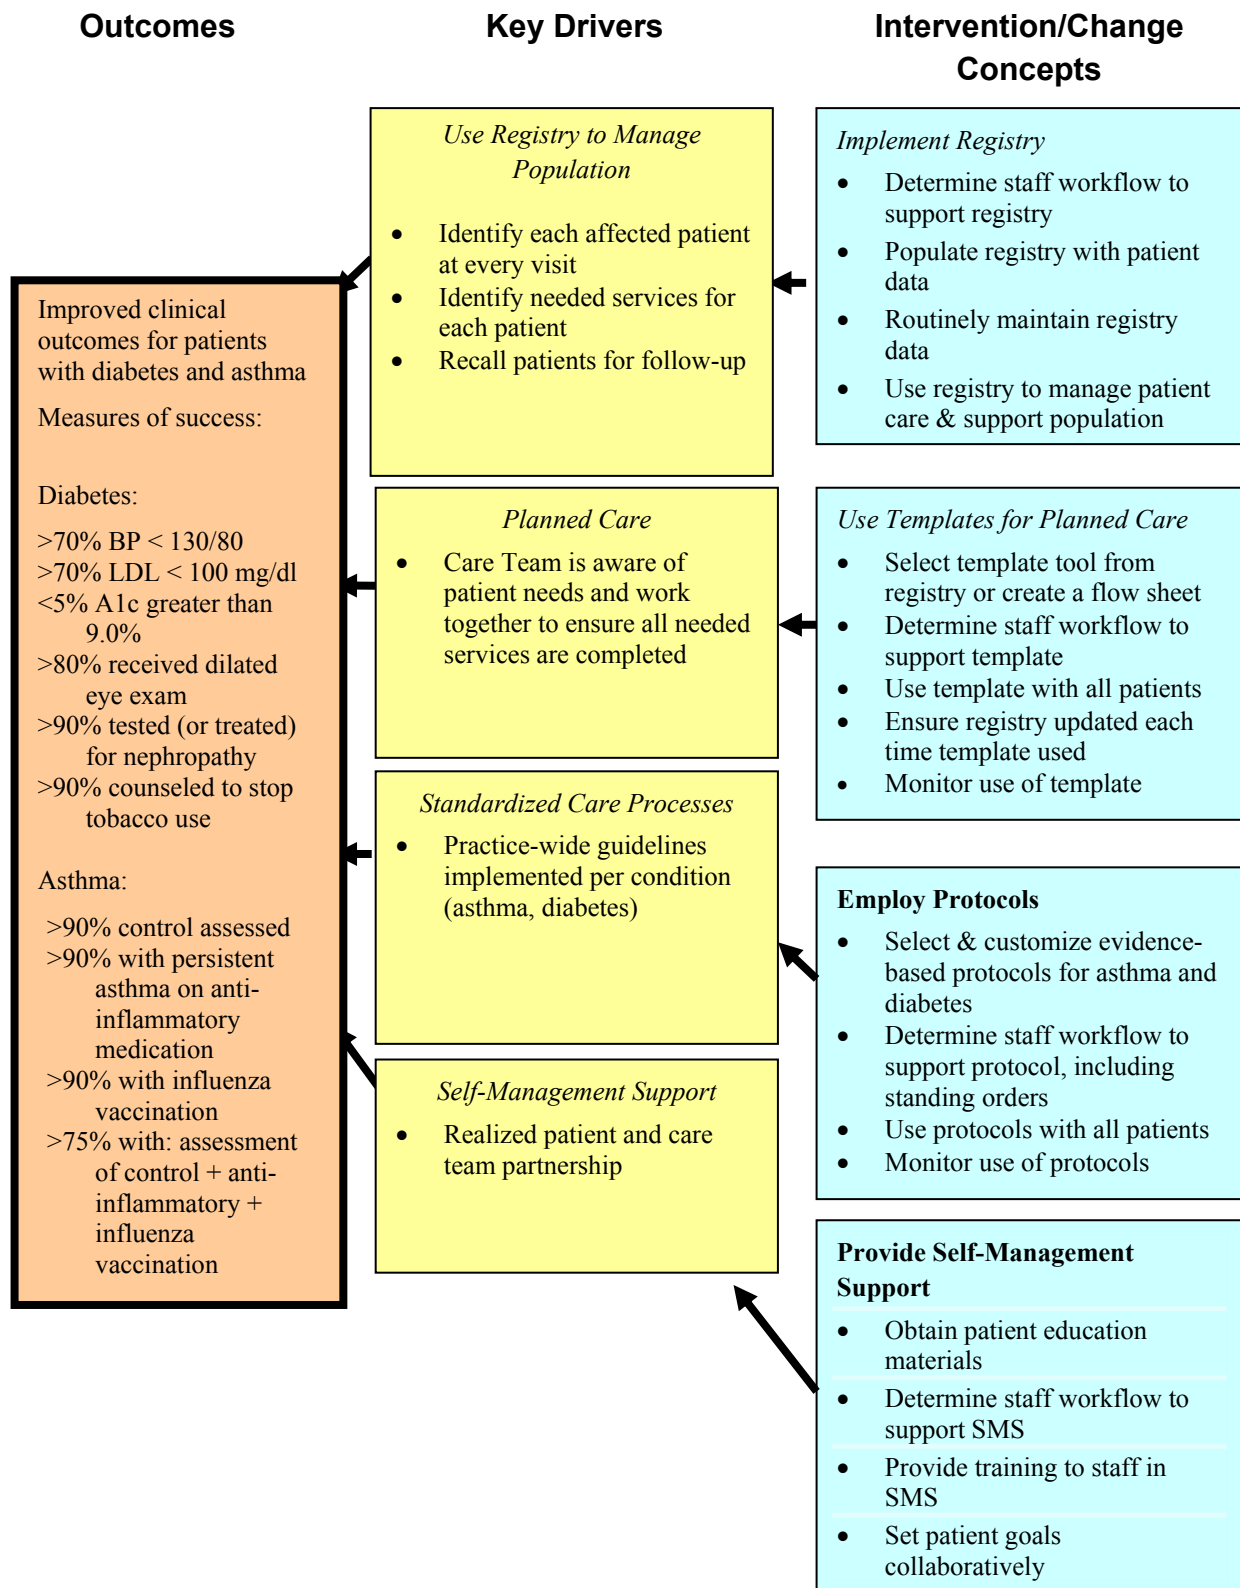 Outcomes
Key Drivers
Intervention/Change
Concepts
Improved clinical
outcomes for patients
with diabetes and asthma
Measures of success:
Diabetes:
>70% BP < 130/80
>70% LDL < 100 mg/dl
<5% A1c greater than
9.0%
>80% received dilated
eye exam
>90% tested (or treated)
for nephropathy
>90% counseled to stop
tobacco use
Asthma:
>90% control assessed
>90% with persistent
asthma on anti-
inflammatory
medication
>90% with influenza
vaccination
>75% with: assessment
of control + anti-
inflammatory +
influenza
vaccination
Use Registry to Manage
Population
• Identify each affected patient
at every visit
• Identify needed services for
each patient
• Recall patients for follow-up
Planned Care
• Care Team is aware of
patient needs and work
together to ensure all needed
services are completed
Standardized Care Processes
• Practice-wide guidelines
implemented per condition
(asthma, diabetes)
Self-Management Support
• Realized patient and care
team partnership
Implement Registry
• Determine staff workflow to
support registry
• Populate registry with patient
data
• Routinely maintain registry
data
• Use registry to manage patient
care & support population
Use Templates for Planned Care
• Select template tool from
registry or create a flow sheet
• Determine staff workflow to
support template
• Use template with all patients
• Ensure registry updated each
time template used
• Monitor use of template
Employ Protocols
• Select & customize evidence-
based protocols for asthma and
diabetes
• Determine staff workflow to
support protocol, including
standing orders
• Use protocols with all patients
• Monitor use of protocols
Provide Self-Management
Support
• Obtain patient education
materials
• Determine staff workflow to
support SMS
• Provide training to staff in
SMS
• Set patient goals
collaboratively